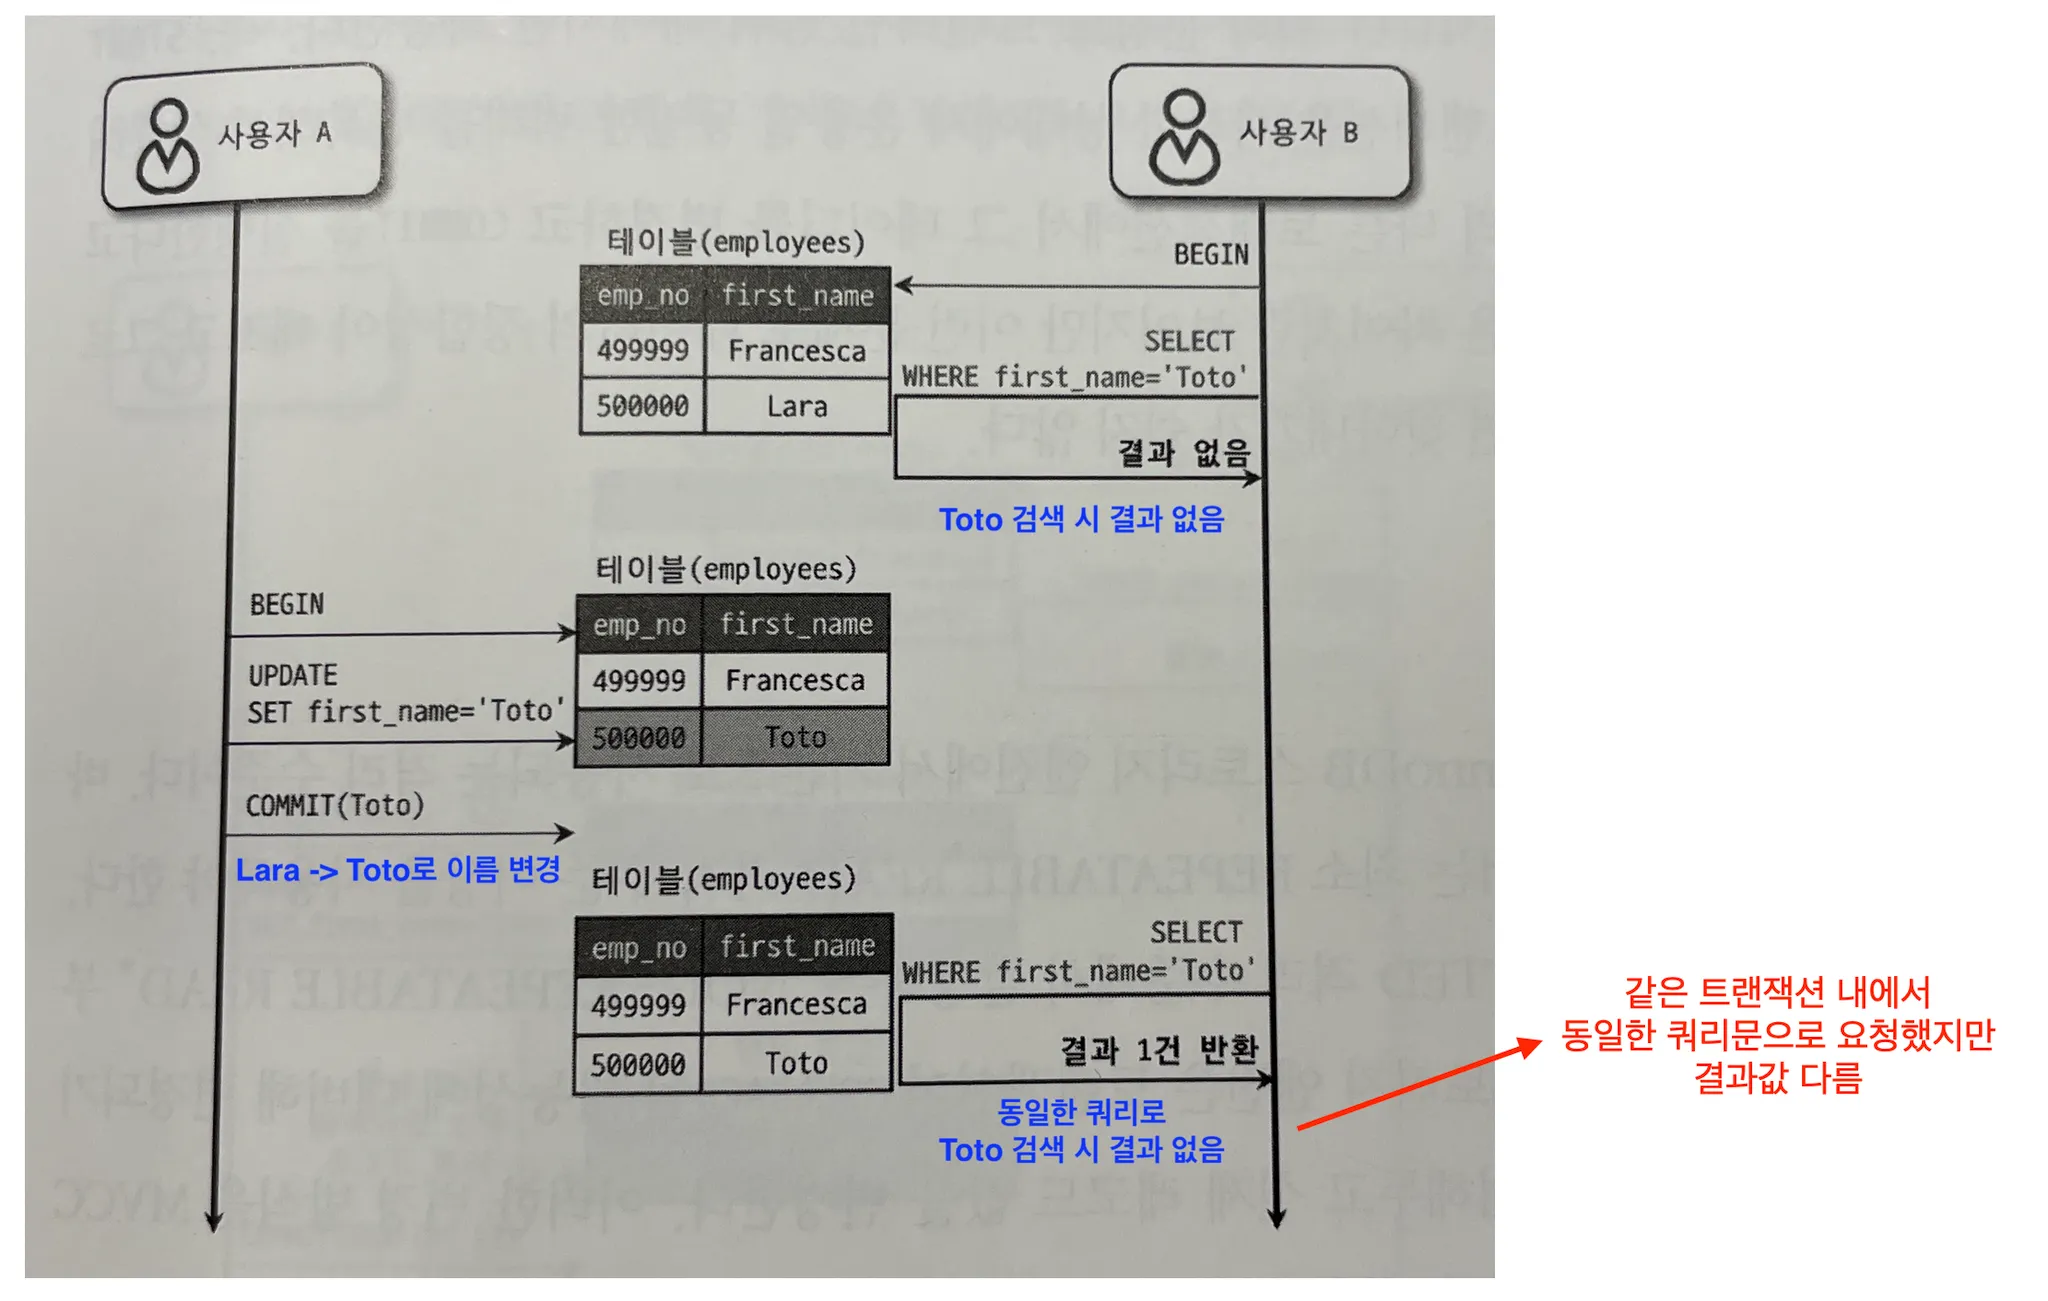 사용자 A
사용자 B
테이블(employees)
BEGIN
emp_no first_name
499999 Francesca
500000 Lara
SELECT
WHERE first_name='Toto'
결과 없음
Toto 검색 시 결과 없음
테이블(employees)
BEGIN
emp_no first_name
499999 Francesca
500000 Toto
UPDATE
SET first_name='Toto'
COMMIT(Toto)
Lara -> Toto로 이름 변경
테이블(employees)
emp_no first_name
499999 Francesca
500000 Toto
SELECT
WHERE first_name='Toto'
결과 1건 반환
동일한 쿼리로
Toto 검색 시 결과 없음
같은 트랜잭션 내에서
동일한 쿼리문으로 요청했지만
결과값 다름